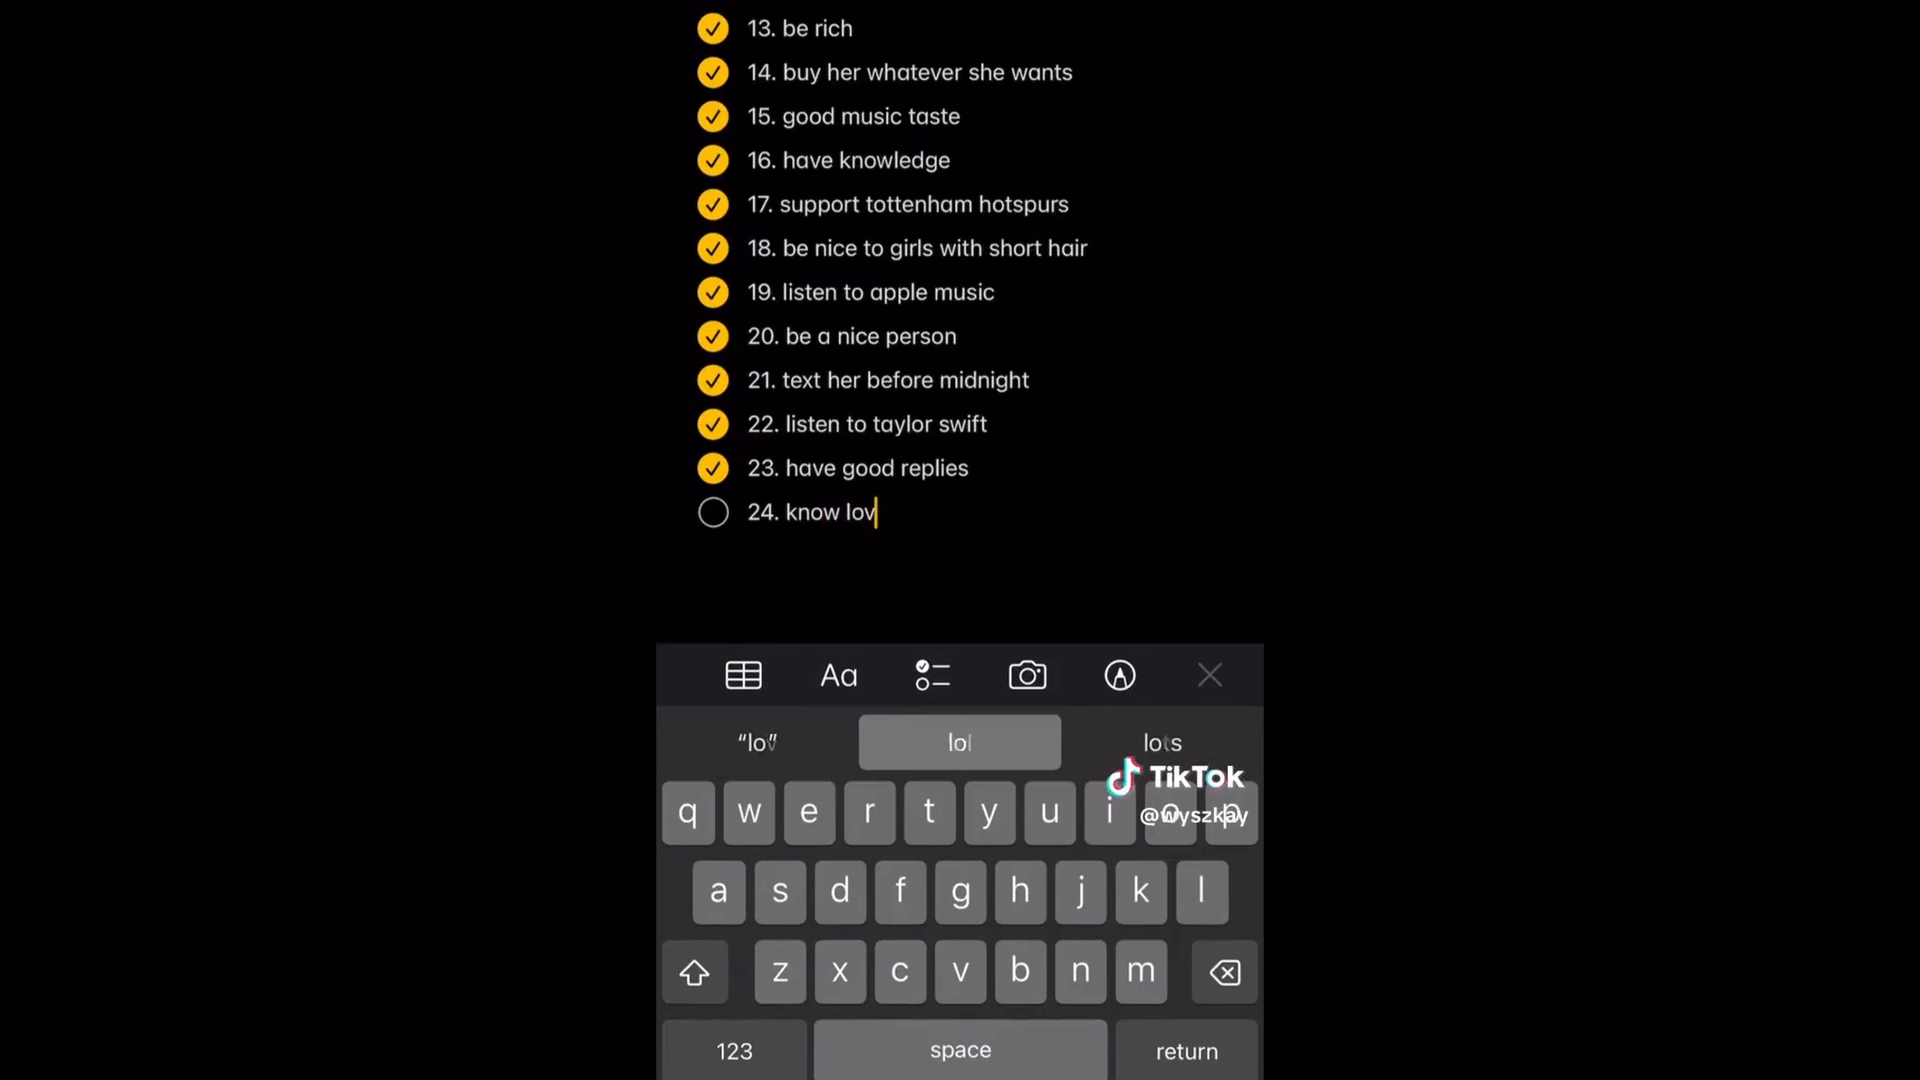 13. be rich
14. buy her whatever she wants
15. good music taste
16. have knowledge
17. support tottenham hotspurs
18. be nice to girls with short hair
19. listen to apple music
20. be a nice person
21. text her before midnight
22. listen to taylor swift
23. have good replies
24. know lov
Aa
"lov" lol lots
TikTok
@wyszkay
q w e r t y u i o p
a s d f g h j k l
z x c v b n m
123 space return